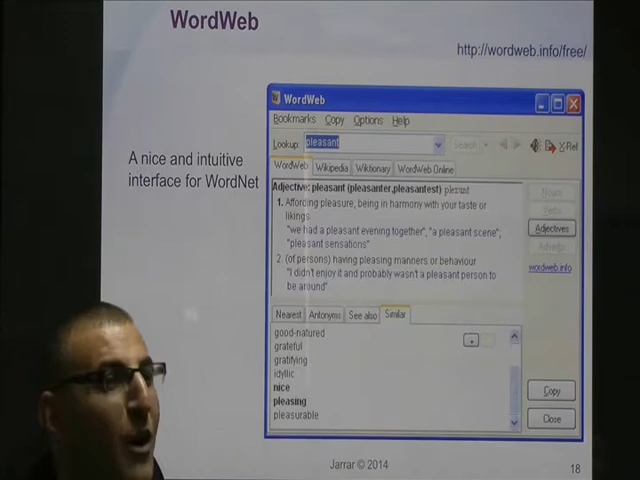 WordWeb
http://wordweb.info/free/
A nice and intuitive
interface for WordNet
WordWeb
Bookmarks Copy Options Help
Lookup: pleasant Search X-Ref
WordWeb Wikipedia Wiktionary WordWeb Online
Adjective: pleasant (pleasanter,pleasantest)
1. Affording pleasure; being in harmony with your taste or
likings
"we had a pleasant evening together", "a pleasant scene",
"pleasant sensations"
2. (of persons) having pleasing manners or behaviour
"I didn't enjoy it and probably wasn't a pleasant person to
be around"
Nouns
Verbs
Adjectives
Adverbs
wordweb.info
Nearest Antonyms See also Similar
good-natured
grateful
gratifying
idyllic
nice
pleasing
pleasurable
Copy
Close
Jarrar © 2014
18